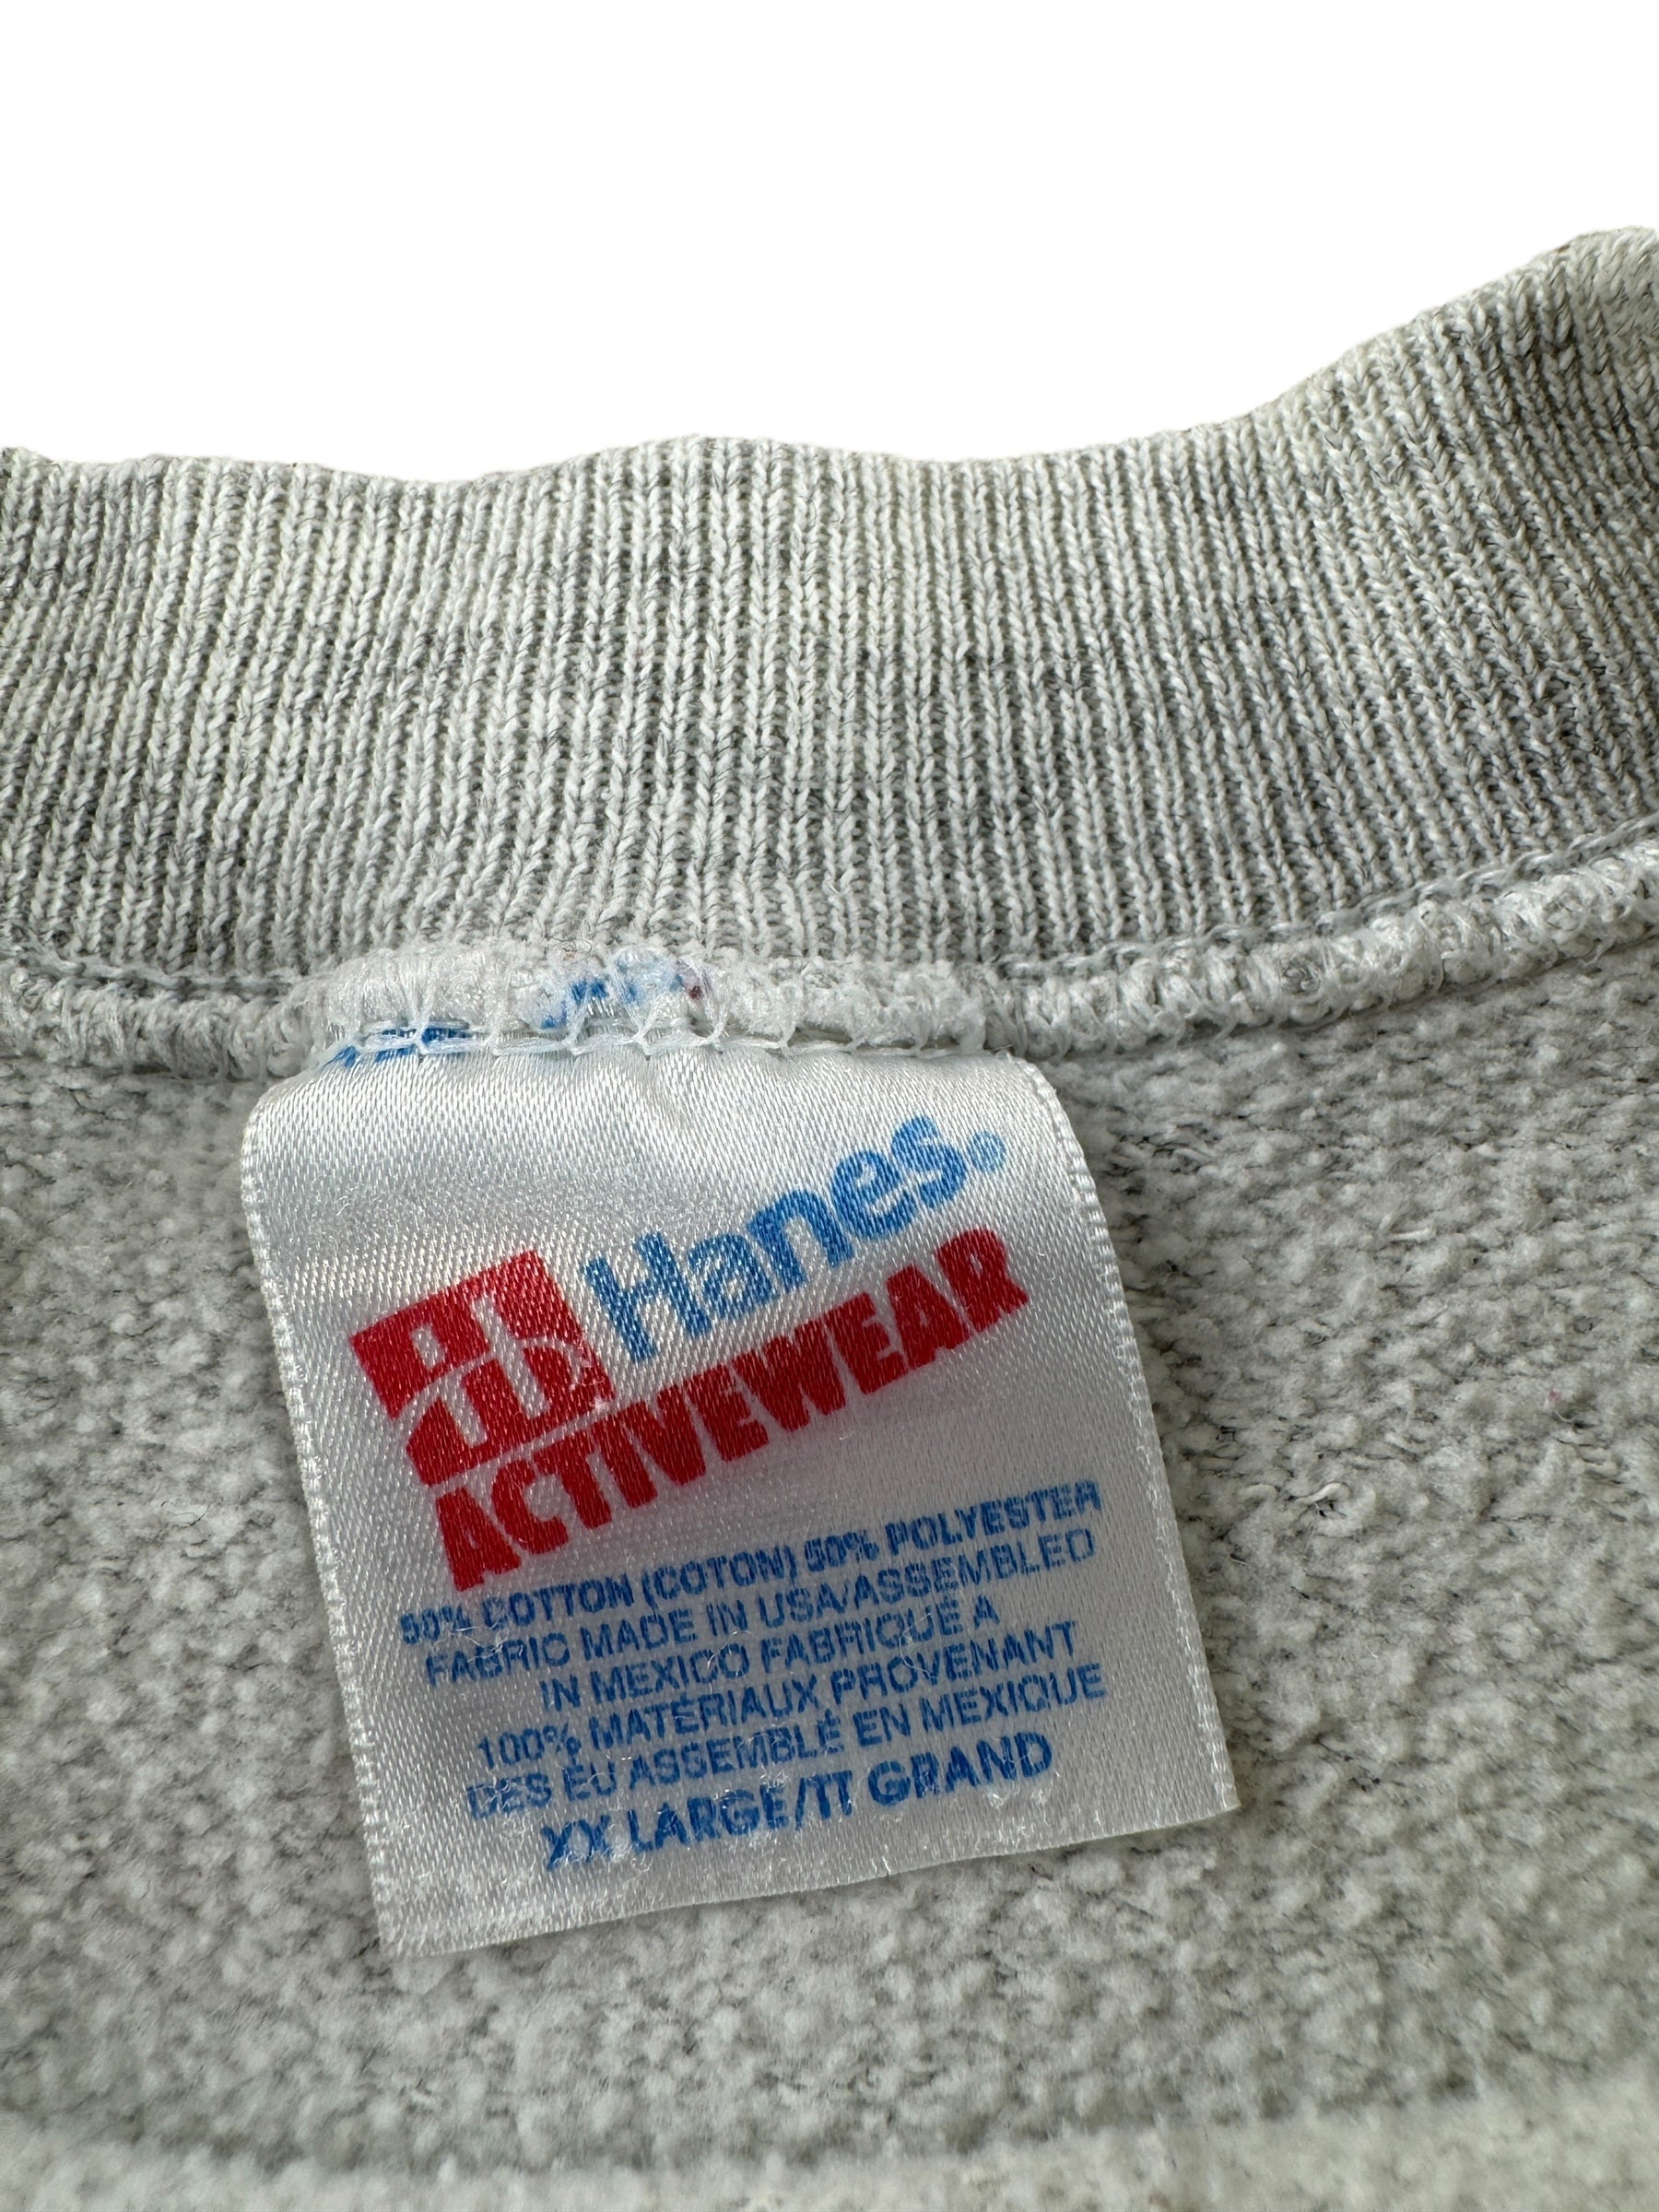 Hanes®
ACTIVEWEAR
50% COTTON (COTON) 50% POLYESTER
FABRIC MADE IN USA/ASSEMBLED
IN MEXICO FABRIQUÉ À
100% MATÉRIAUX PROVENANT
DES ÉU ASSEMBLÉ EN MEXIQUE
XX LARGE/TT GRAND